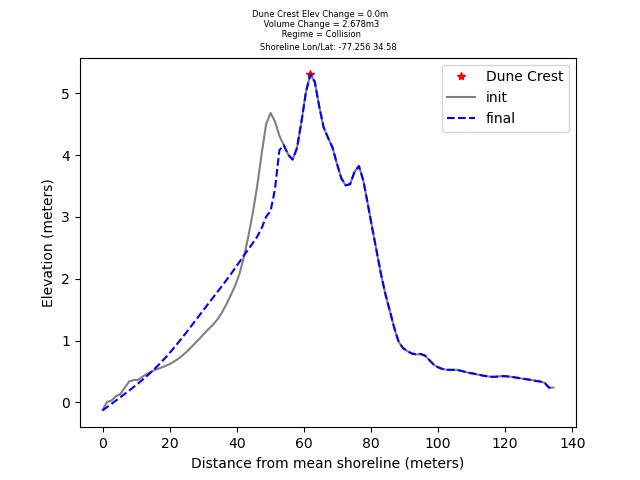 Dune Crest Elev Change = 0.0m
Volume Change = 2.678m3
Regime = Collision
Shoreline Lon/Lat: -77.256 34.58
Dune Crest
init
final
Elevation (meters)
5
4
3
2
1
0
0 20 40 60 80 100 120 140
Distance from mean shoreline (meters)